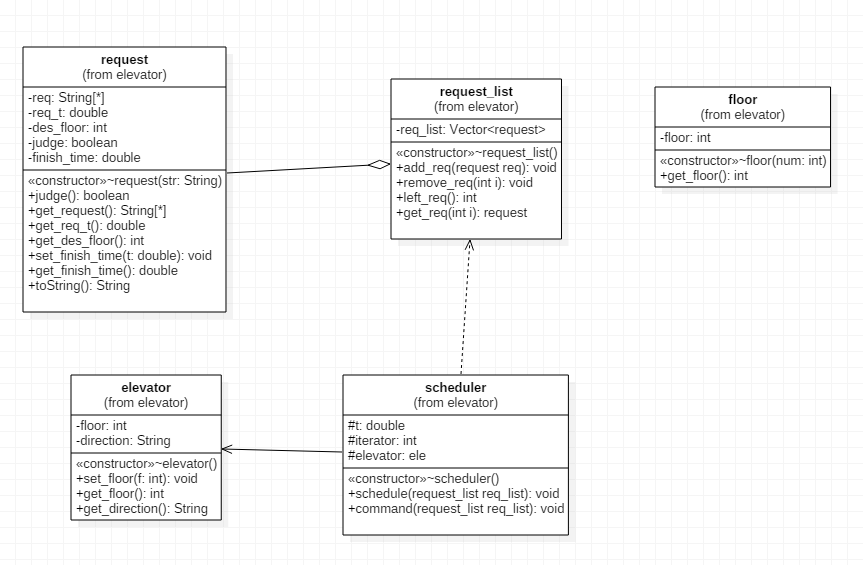 request
(from elevator)
-req: String[*]
-req_t: double
-des_floor: int
-judge: boolean
-finish_time: double
«constructor»~request(str: String)
+judge(): boolean
+get_request(): String[*]
+get_req_t(): double
+get_des_floor(): int
+set_finish_time(t: double): void
+get_finish_time(): double
+toString(): String
request_list
(from elevator)
-req_list: Vector<request>
«constructor»~request_list()
+add_req(request req): void
+remove_req(int i): void
+left_req(): int
+get_req(int i): request
floor
(from elevator)
-floor: int
«constructor»~floor(num: int)
+get_floor(): int
elevator
(from elevator)
-floor: int
-direction: String
«constructor»~elevator()
+set_floor(f: int): void
+get_floor(): int
+get_direction(): String
scheduler
(from elevator)
#t: double
#iterator: int
#elevator: ele
«constructor»~scheduler()
+schedule(request_list req_list): void
+command(request_list req_list): void